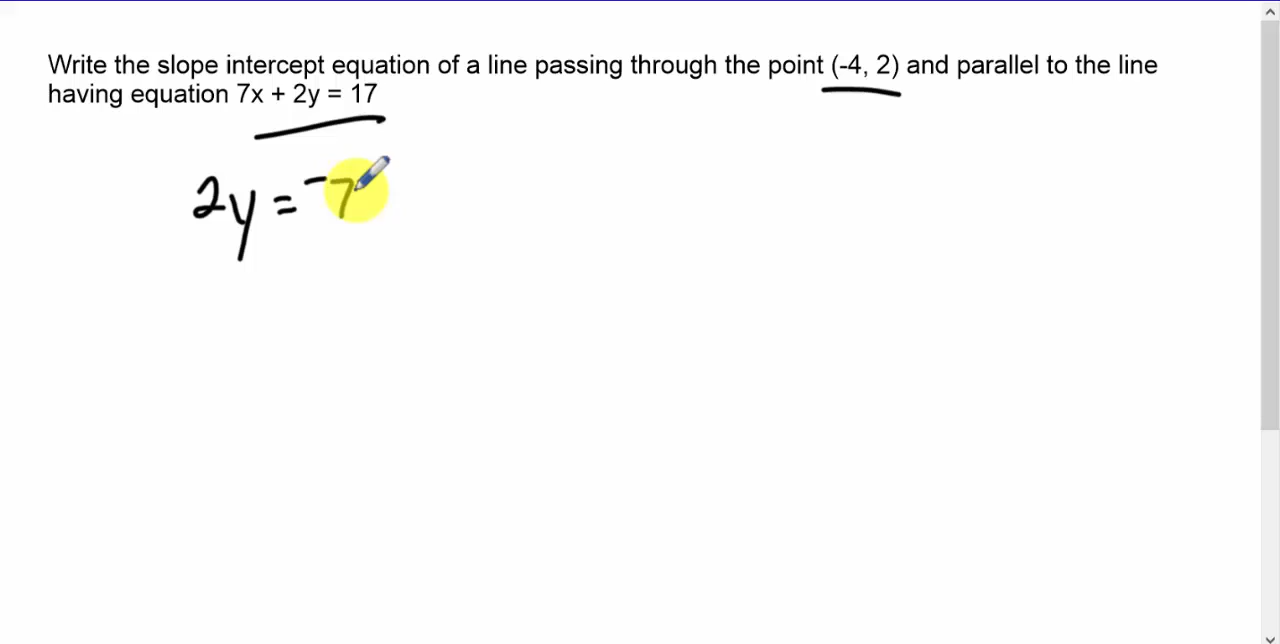 Write the slope intercept equation of a line passing through the point (-4, 2) and parallel to the line
having equation 7x + 2y = 17
2y = -7